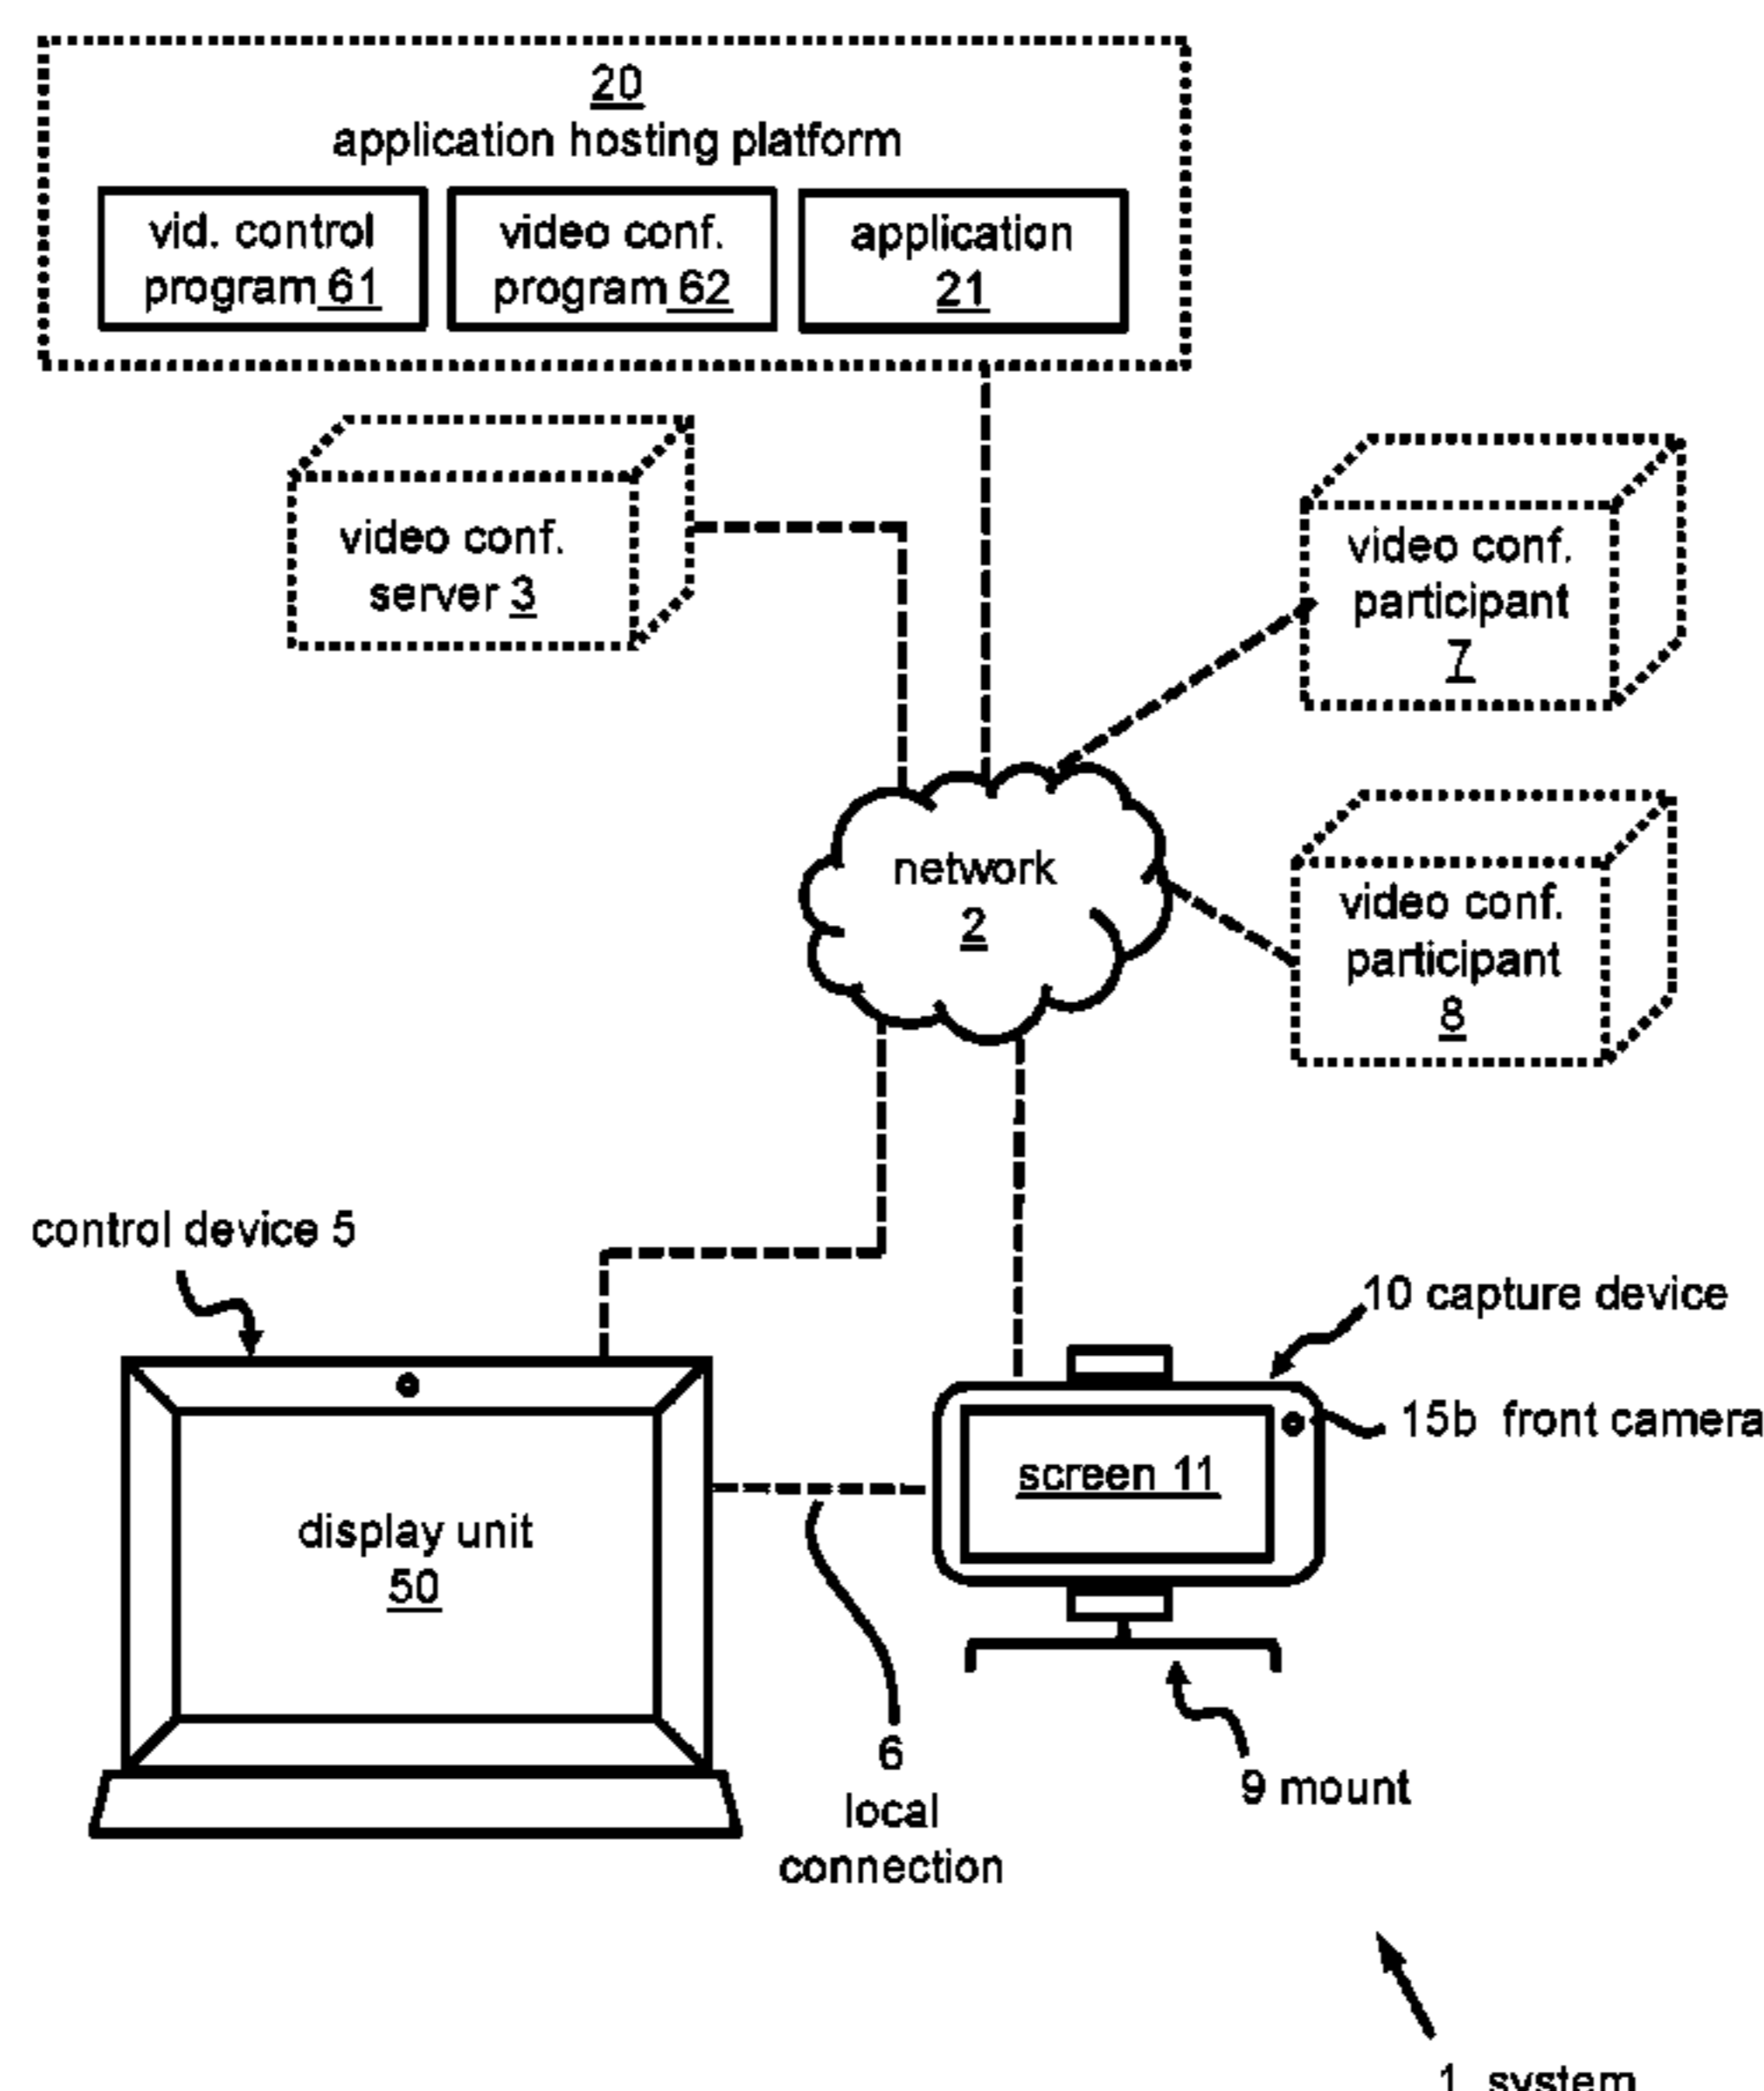 20
application hosting platform
vid. control
program 61
video conf.
program 62
application
21
video conf.
server 3
video conf.
participant
7
network
2
video conf.
participant
8
control device 5
10 capture device
15b front camera
screen 11
display unit
50
6
local
connection
9 mount
1 system